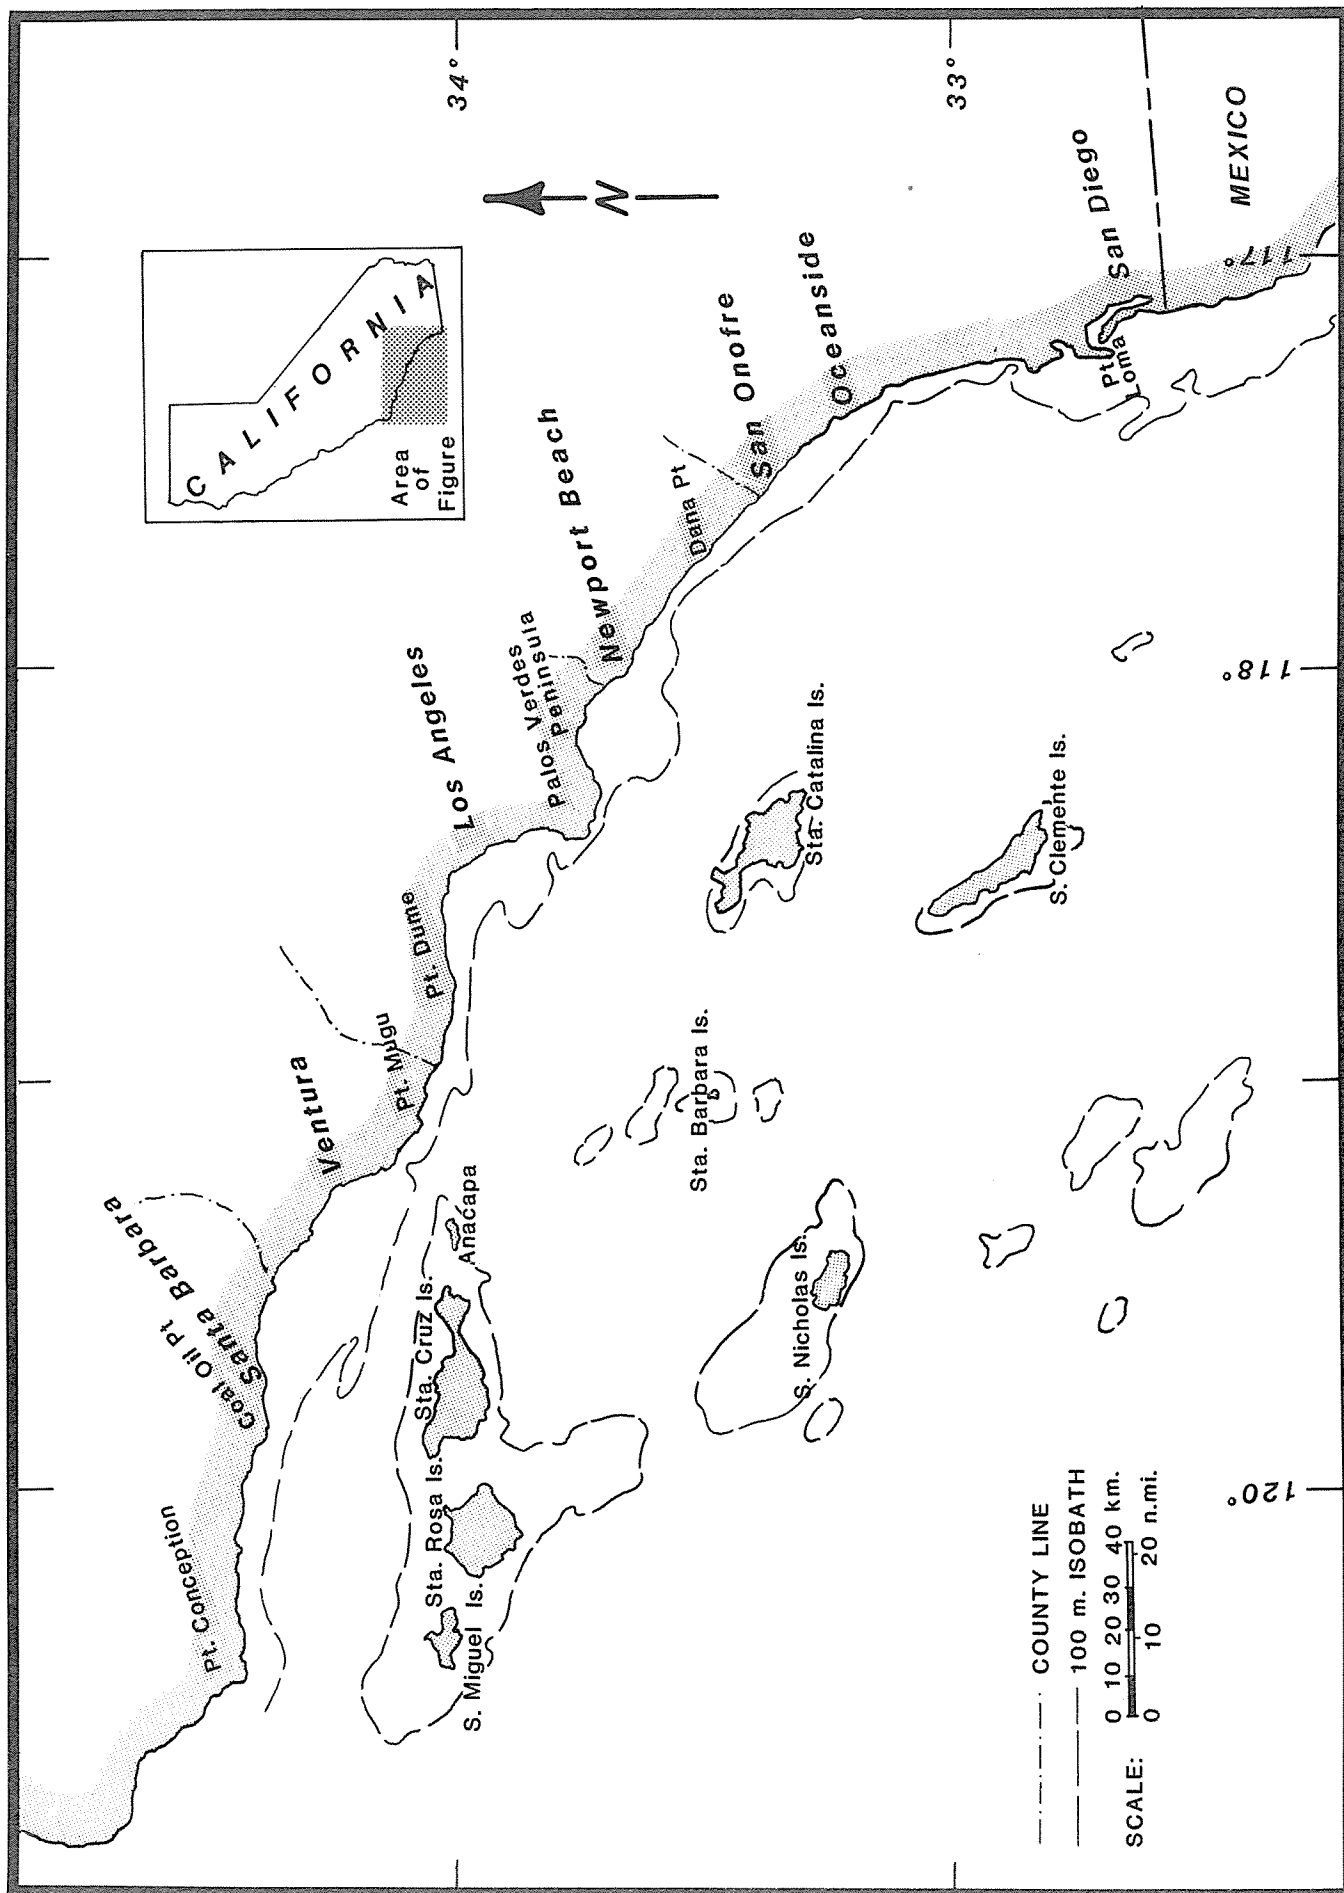 CALIFORNIA
Area
of
Figure
N
34°
33°
Pt. Conception
Coal Oil Pt
Santa Barbara
Ventura
Pt. Mugu
Pt. Dume
Los Angeles
Palos Verdes
Peninsula
Newport Beach
Dana Pt
San Onofre
Oceanside
San Diego
Pt.
Loma
MEXICO
S. Miguel Is.
Sta. Rosa Is.
Sta. Cruz Is.
Anacapa
Sta. Barbara Is.
S. Nicholas Is.
Sta. Catalina Is.
S. Clemente Is.
COUNTY LINE
100 m. ISOBATH
SCALE:
0 10 20 30 40 km.
0 10 20 n.mi.
120°
118°
117°